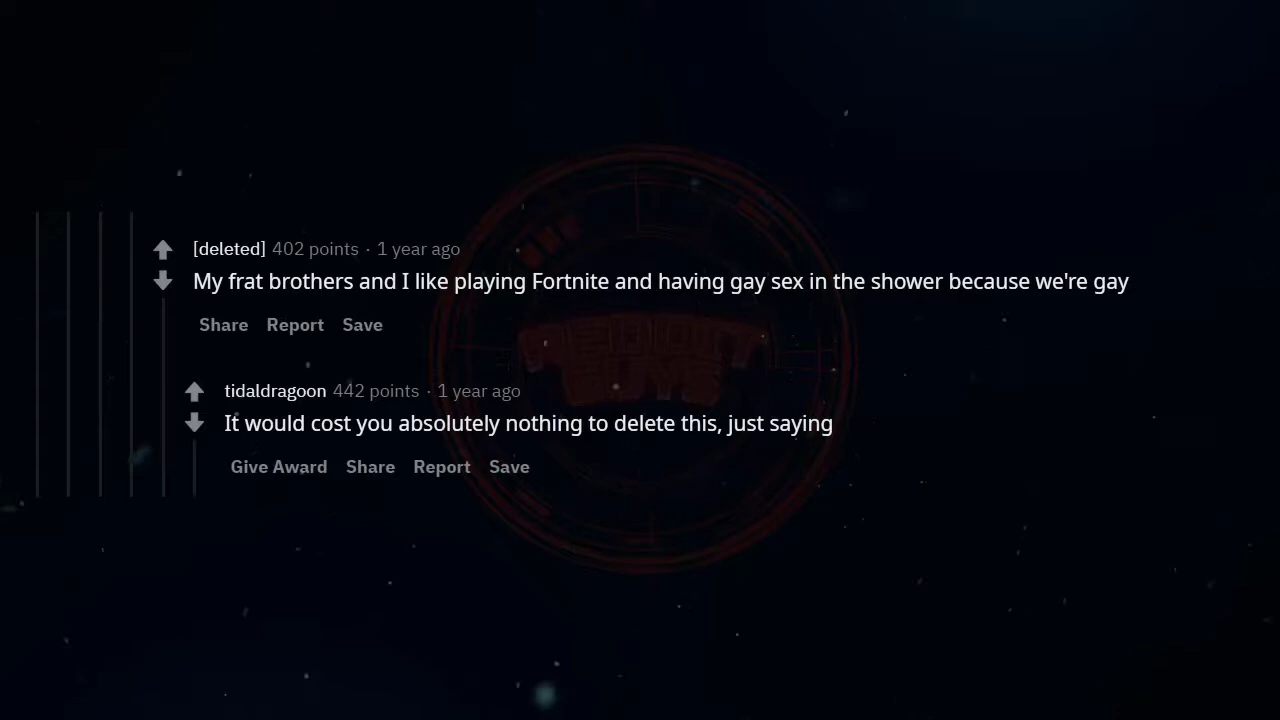 [deleted] 402 points · 1 year ago
My frat brothers and I like playing Fortnite and having gay sex in the shower because we're gay
Share Report Save
tidaldragoon 442 points · 1 year ago
It would cost you absolutely nothing to delete this, just saying
Give Award Share Report Save